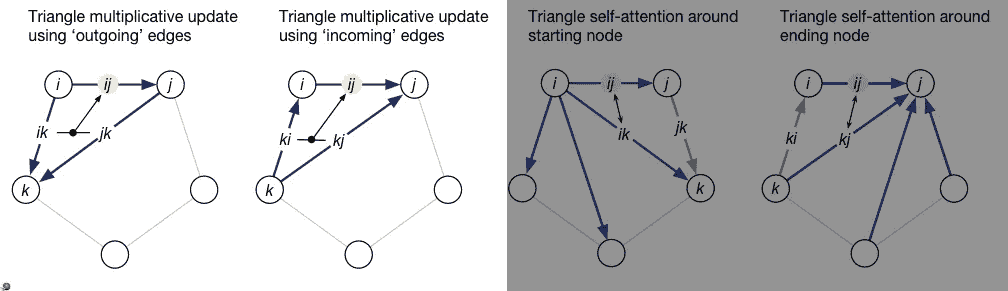 Triangle multiplicative update
using ‘outgoing’ edges
Triangle multiplicative update
using ‘incoming’ edges
Triangle self-attention around
starting node
Triangle self-attention around
ending node
i
ij
j
ik
jk
k
i
ij
j
ki
kj
k
i
ij
j
ik
jk
k
i
ij
j
ki
kj
k